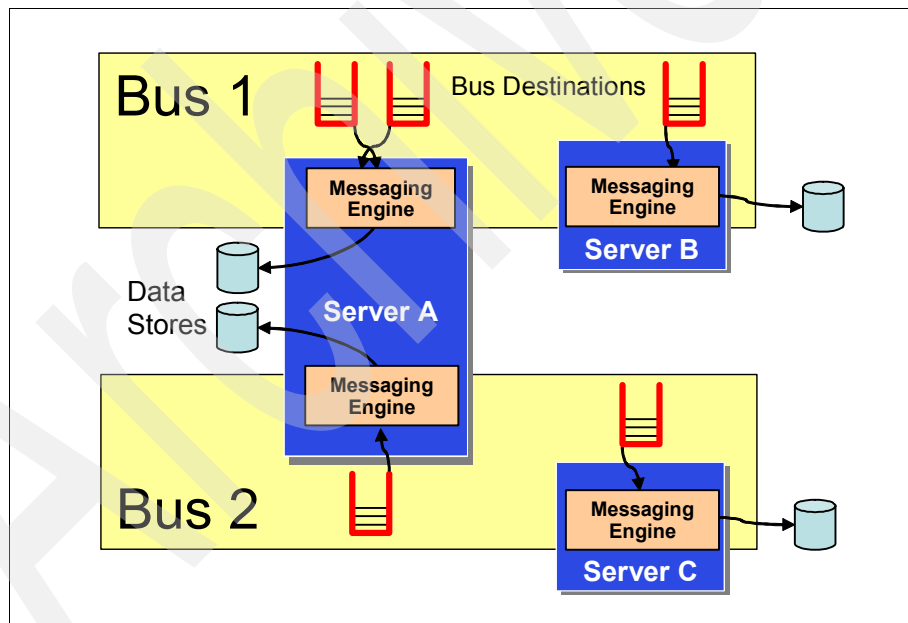 Bus 1
Bus Destinations
Messaging
Engine
Messaging
Engine
Server B
Data
Stores
Server A
Messaging
Engine
Bus 2
Messaging
Engine
Server C